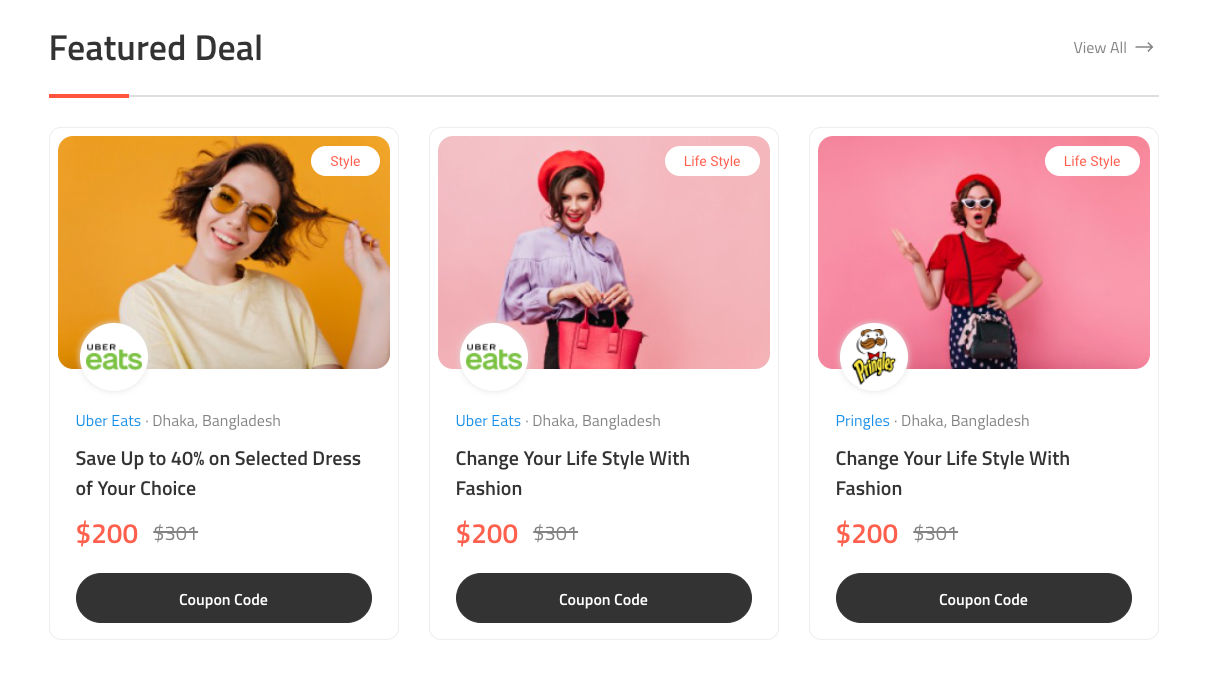 Featured Deal
View All
Style
UBER
eats
Uber Eats · Dhaka, Bangladesh
Save Up to 40% on Selected Dress
of Your Choice
$200 $301
Coupon Code
Life Style
UBER
eats
Uber Eats · Dhaka, Bangladesh
Change Your Life Style With
Fashion
$200 $301
Coupon Code
Life Style
Pringles
Pringles · Dhaka, Bangladesh
Change Your Life Style With
Fashion
$200 $301
Coupon Code